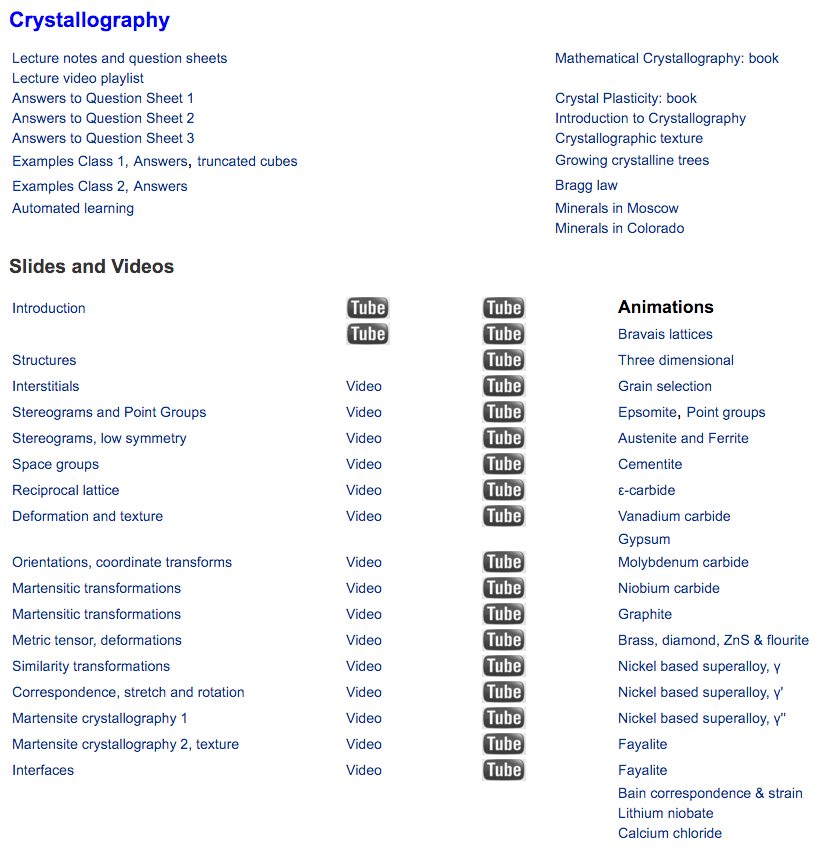 Crystallography
Lecture notes and question sheets Mathematical Crystallography: book
Lecture video playlist
Answers to Question Sheet 1 Crystal Plasticity: book
Answers to Question Sheet 2 Introduction to Crystallography
Answers to Question Sheet 3 Crystallographic texture
Examples Class 1, Answers, truncated cubes Growing crystalline trees
Examples Class 2, Answers Bragg law
Automated learning Minerals in Moscow
Minerals in Colorado
Slides and Videos
Introduction Tube Tube Animations
Tube Tube Bravais lattices
Structures Tube Three dimensional
Interstitials Video Tube Grain selection
Stereograms and Point Groups Video Tube Epsomite, Point groups
Stereograms, low symmetry Video Tube Austenite and Ferrite
Space groups Video Tube Cementite
Reciprocal lattice Video Tube ε-carbide
Deformation and texture Video Tube Vanadium carbide
Gypsum
Orientations, coordinate transforms Video Tube Molybdenum carbide
Martensitic transformations Video Tube Niobium carbide
Martensitic transformations Video Tube Graphite
Metric tensor, deformations Video Tube Brass, diamond, ZnS & flourite
Similarity transformations Video Tube Nickel based superalloy, γ
Correspondence, stretch and rotation Video Tube Nickel based superalloy, γ'
Martensite crystallography 1 Video Tube Nickel based superalloy, γ"
Martensite crystallography 2, texture Video Tube Fayalite
Interfaces Video Tube Fayalite
Bain correspondence & strain
Lithium niobate
Calcium chloride